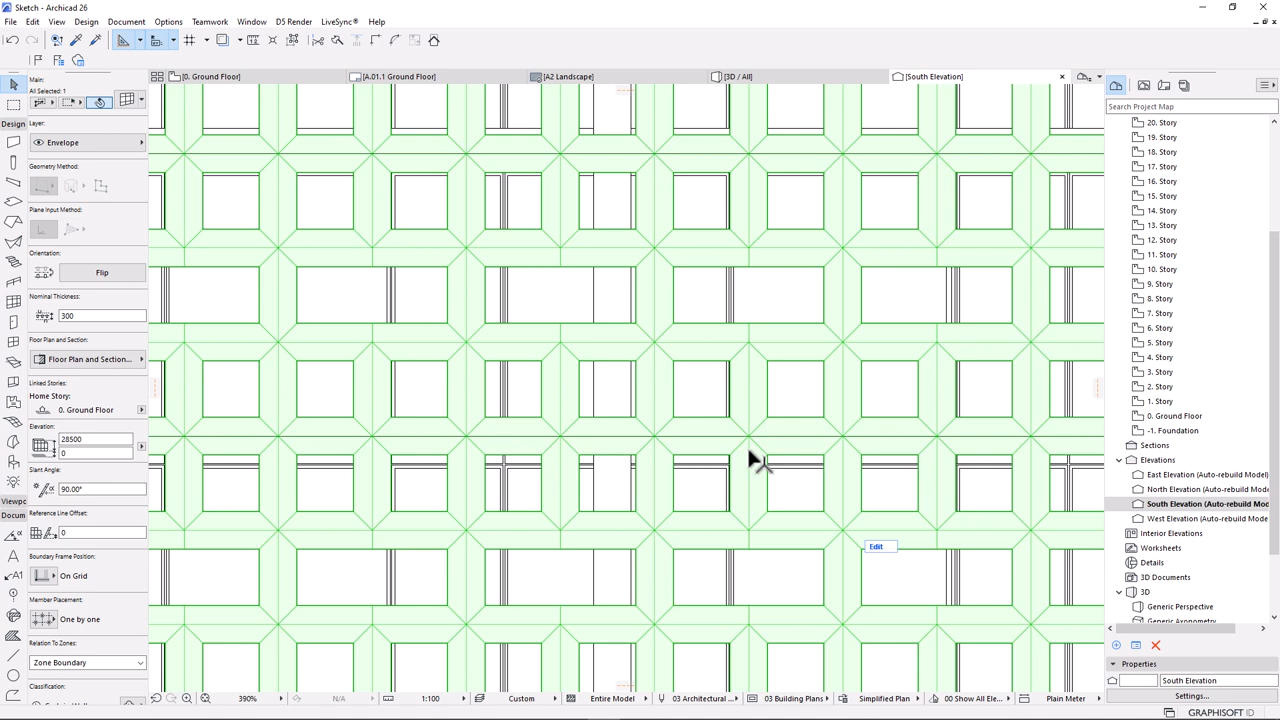 Sketch - Archicad 26
File Edit View Design Options Teamwork Window D5 Render LiveSync® Help
[0. Ground Floor] [A.01.1 Ground Floor] [A2 Landscape] [3D / All] [South Elevation]
Main:
All Selected: 1
Design
Layer:
Envelope
Geometry Method:
Plane Input Method:
Orientation:
Flip
Nominal Thickness:
300
Floor Plan and Section:
Floor Plan and Section...
Linked Stories:
Home Story:
0. Ground Floor
Elevation:
28500
0
Slant Angle:
90.00°
Viewpo
Docum
Reference Line Offset:
0
Boundary Frame Position:
On Grid
Member Placement:
One by one
Relation To Zones:
Zone Boundary
Classification:
Edit
Search Project Map
20. Story
19. Story
18. Story
17. Story
16. Story
15. Story
14. Story
13. Story
12. Story
11. Story
10. Story
9. Story
8. Story
7. Story
6. Story
5. Story
4. Story
3. Story
2. Story
1. Story
0. Ground Floor
-1. Foundation
Sections
Elevations
East Elevation (Auto-rebuild Model)
North Elevation (Auto-rebuild Mode
South Elevation (Auto-rebuild Moc
West Elevation (Auto-rebuild Mode
Interior Elevations
Worksheets
Details
3D Documents
3D
Generic Perspective
Generic Axonometry
Properties
South Elevation
Settings...
390% N/A 1:100 Custom Entire Model 03 Architectural ... 03 Building Plans Simplified Plan 00 Show All Ele... Plain Meter
GRAPHISOFT ID